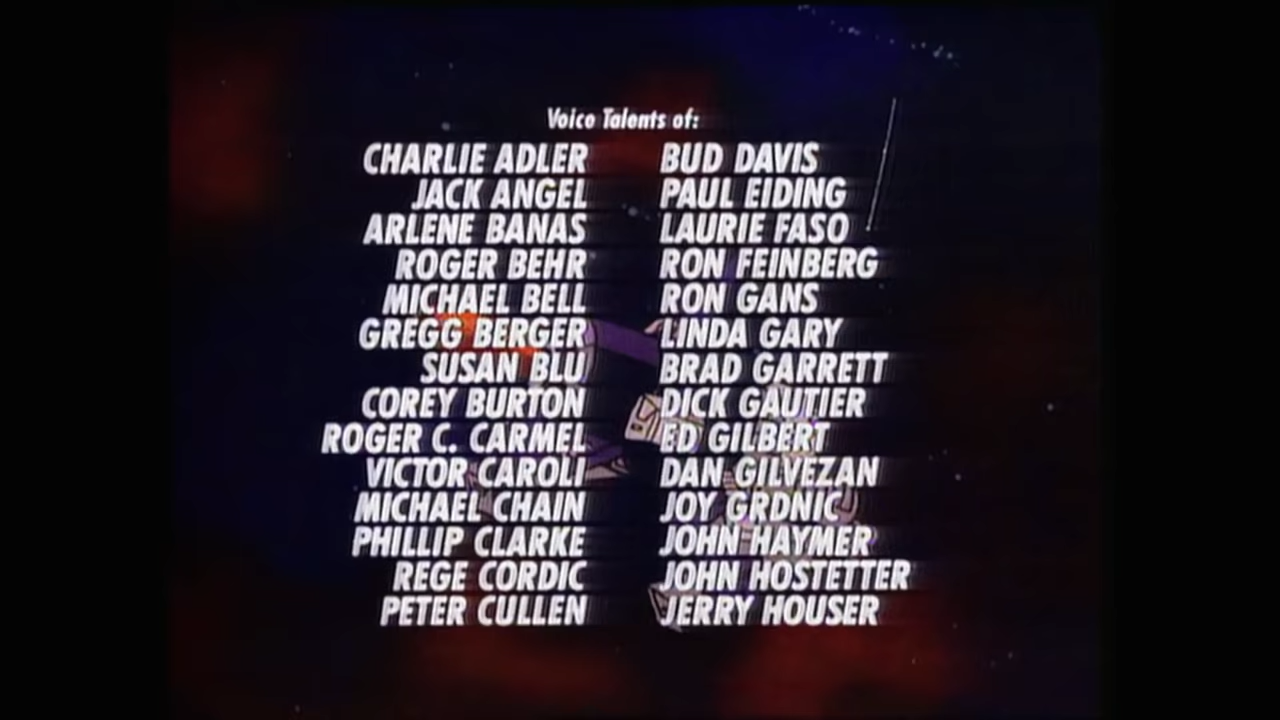 Voice Talents of:
CHARLIE ADLER
JACK ANGEL
ARLENE BANAS
ROGER BEHR
MICHAEL BELL
GREGG BERGER
SUSAN BLU
COREY BURTON
ROGER C. CARMEL
VICTOR CAROLI
MICHAEL CHAIN
PHILLIP CLARKE
REGE CORDIC
PETER CULLEN
BUD DAVIS
PAUL EIDING
LAURIE FASO
RON FEINBERG
RON GANS
LINDA GARY
BRAD GARRETT
DICK GAUTIER
ED GILBERT
DAN GILVEZAN
JOY GRDNIC
JOHN HAYMER
JOHN HOSTETTER
JERRY HOUSER